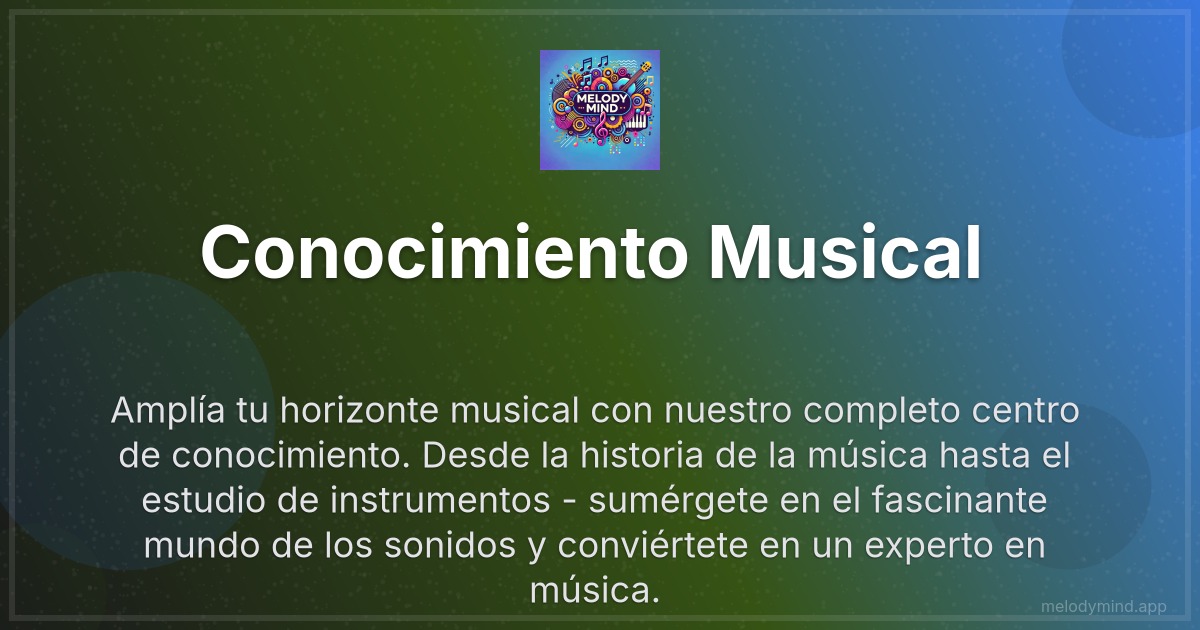 MELODY
MIND
Conocimiento Musical
Amplía tu horizonte musical con nuestro completo centro
de conocimiento. Desde la historia de la música hasta el
estudio de instrumentos - sumérgete en el fascinante
mundo de los sonidos y conviértete en un experto en
música.
melodymind.app